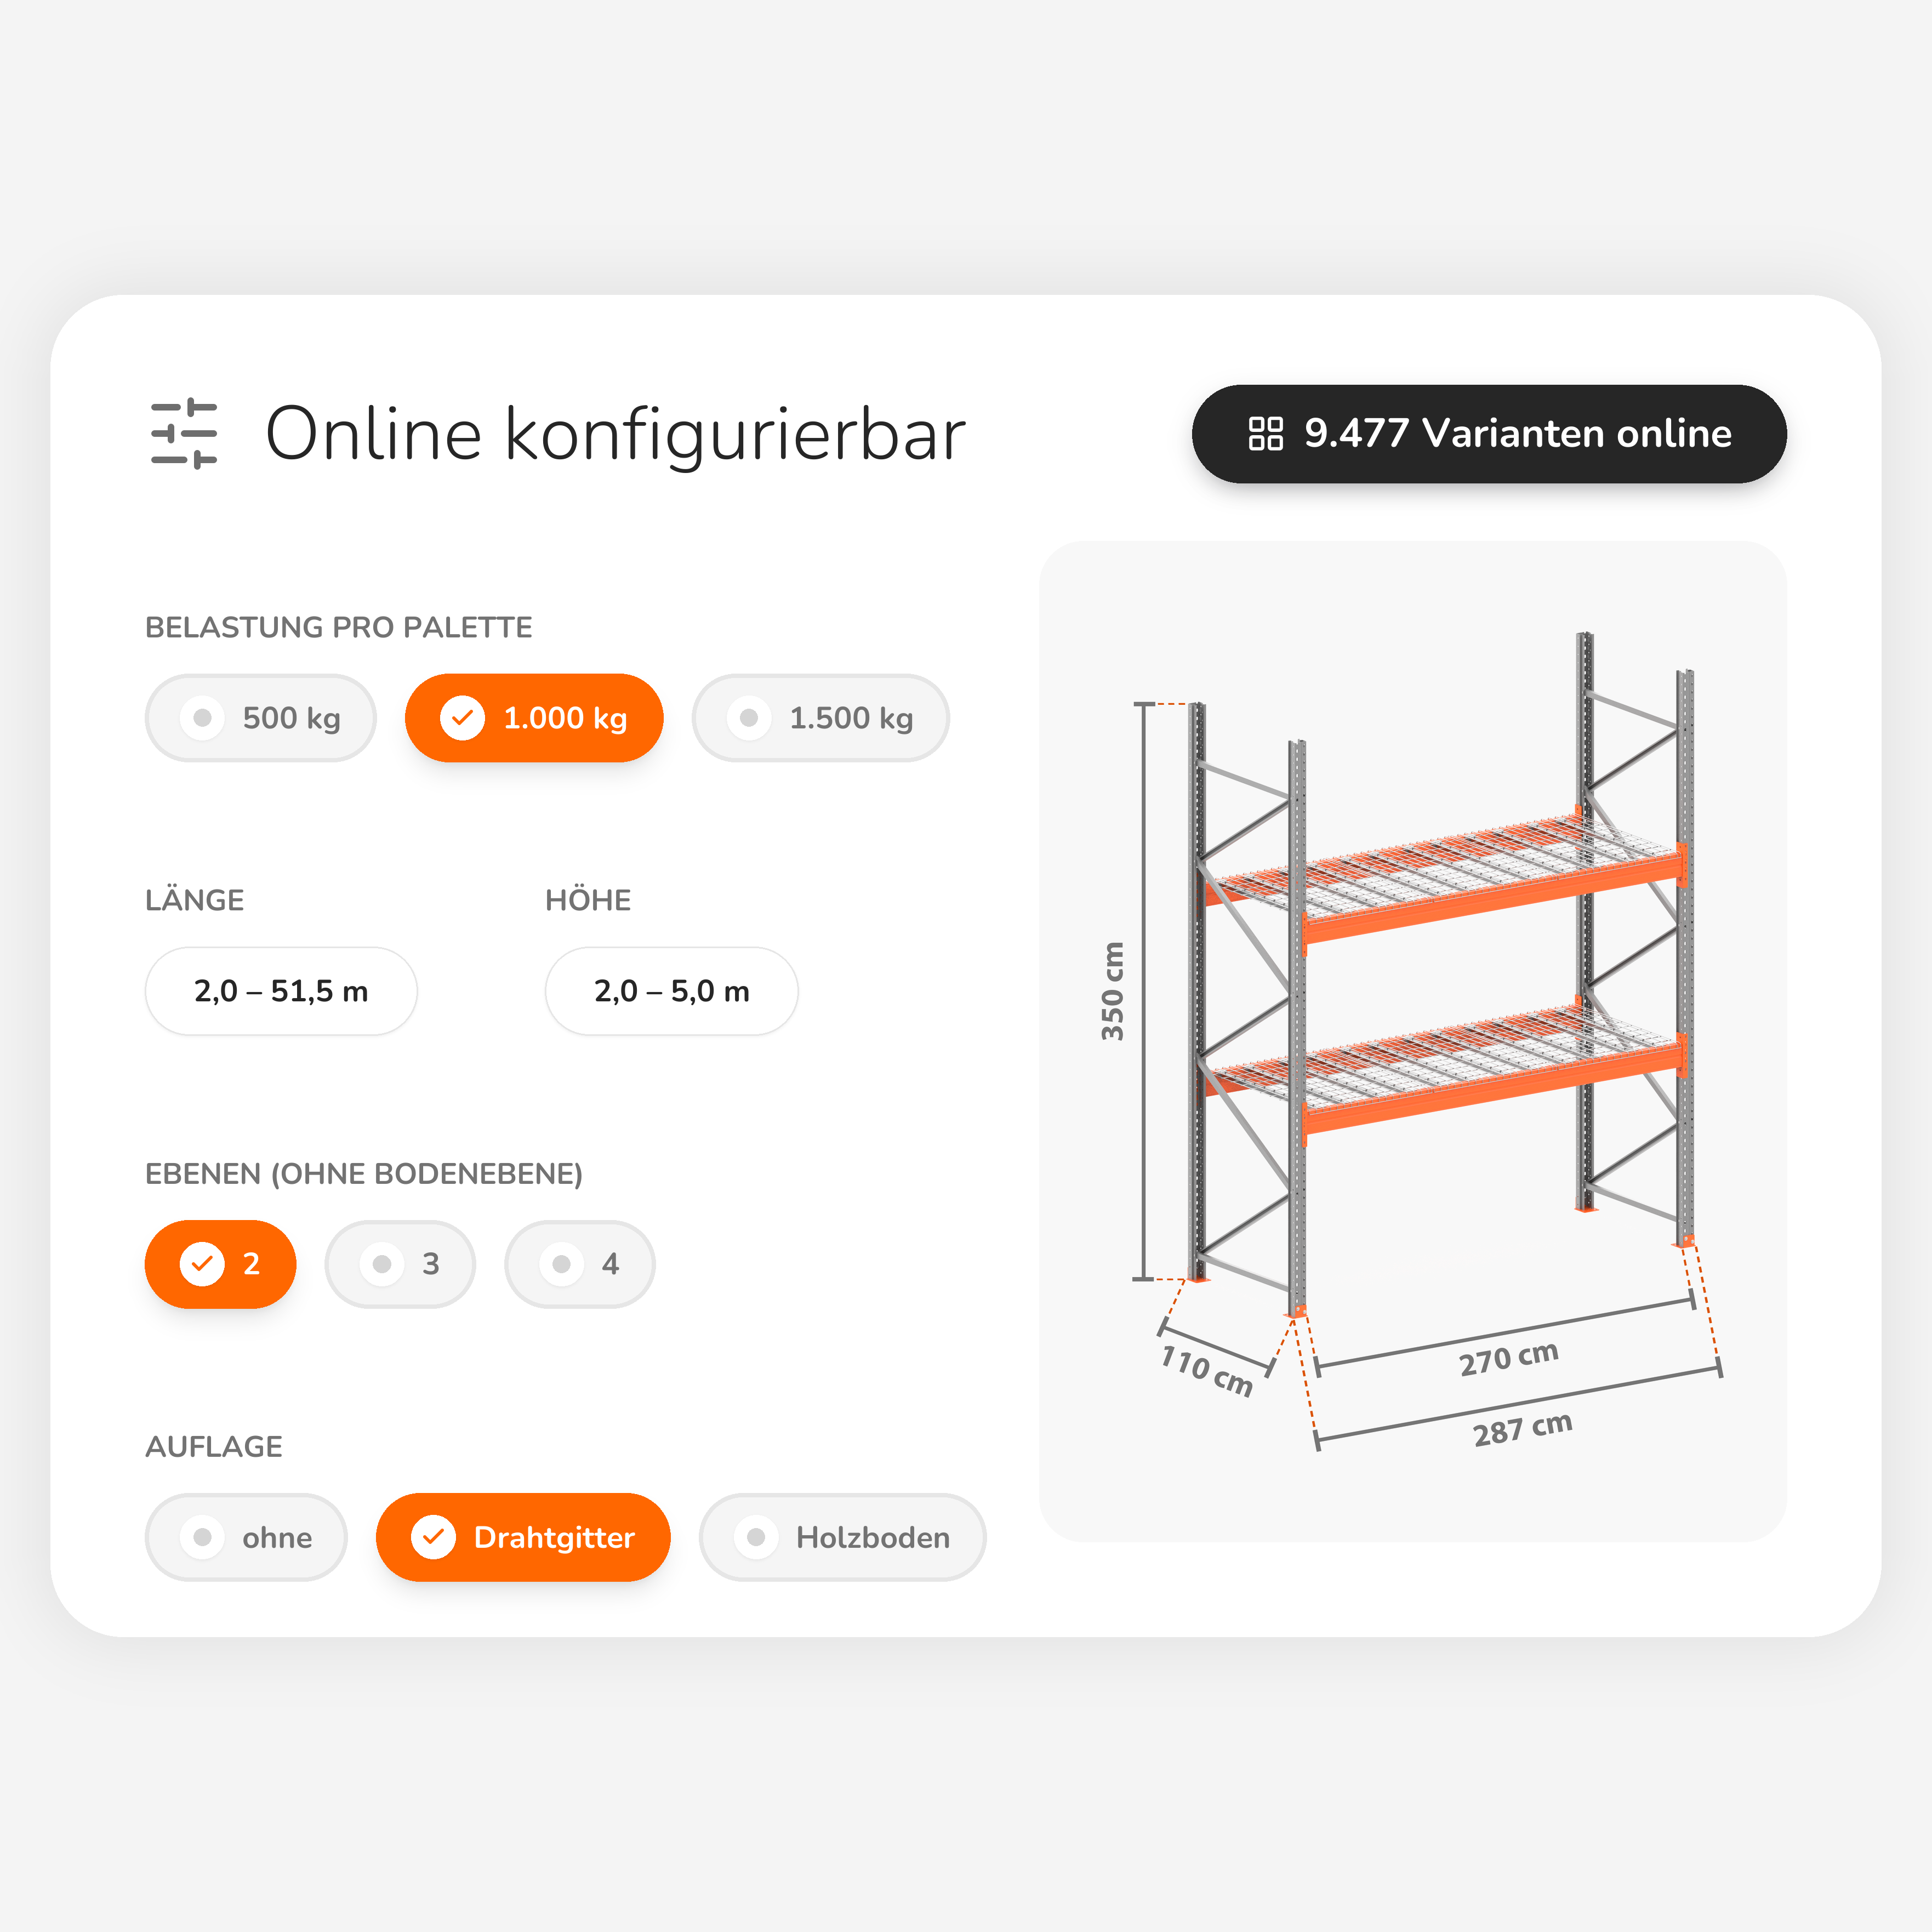 Online konfigurierbar
9.477 Varianten online
BELASTUNG PRO PALETTE
500 kg
1.000 kg
1.500 kg
LÄNGE
HÖHE
2,0 – 51,5 m
2,0 – 5,0 m
EBENEN (OHNE BODENEBENE)
2
3
4
AUFLAGE
ohne
Drahtgitter
Holzboden
350 cm
110 cm
270 cm
287 cm